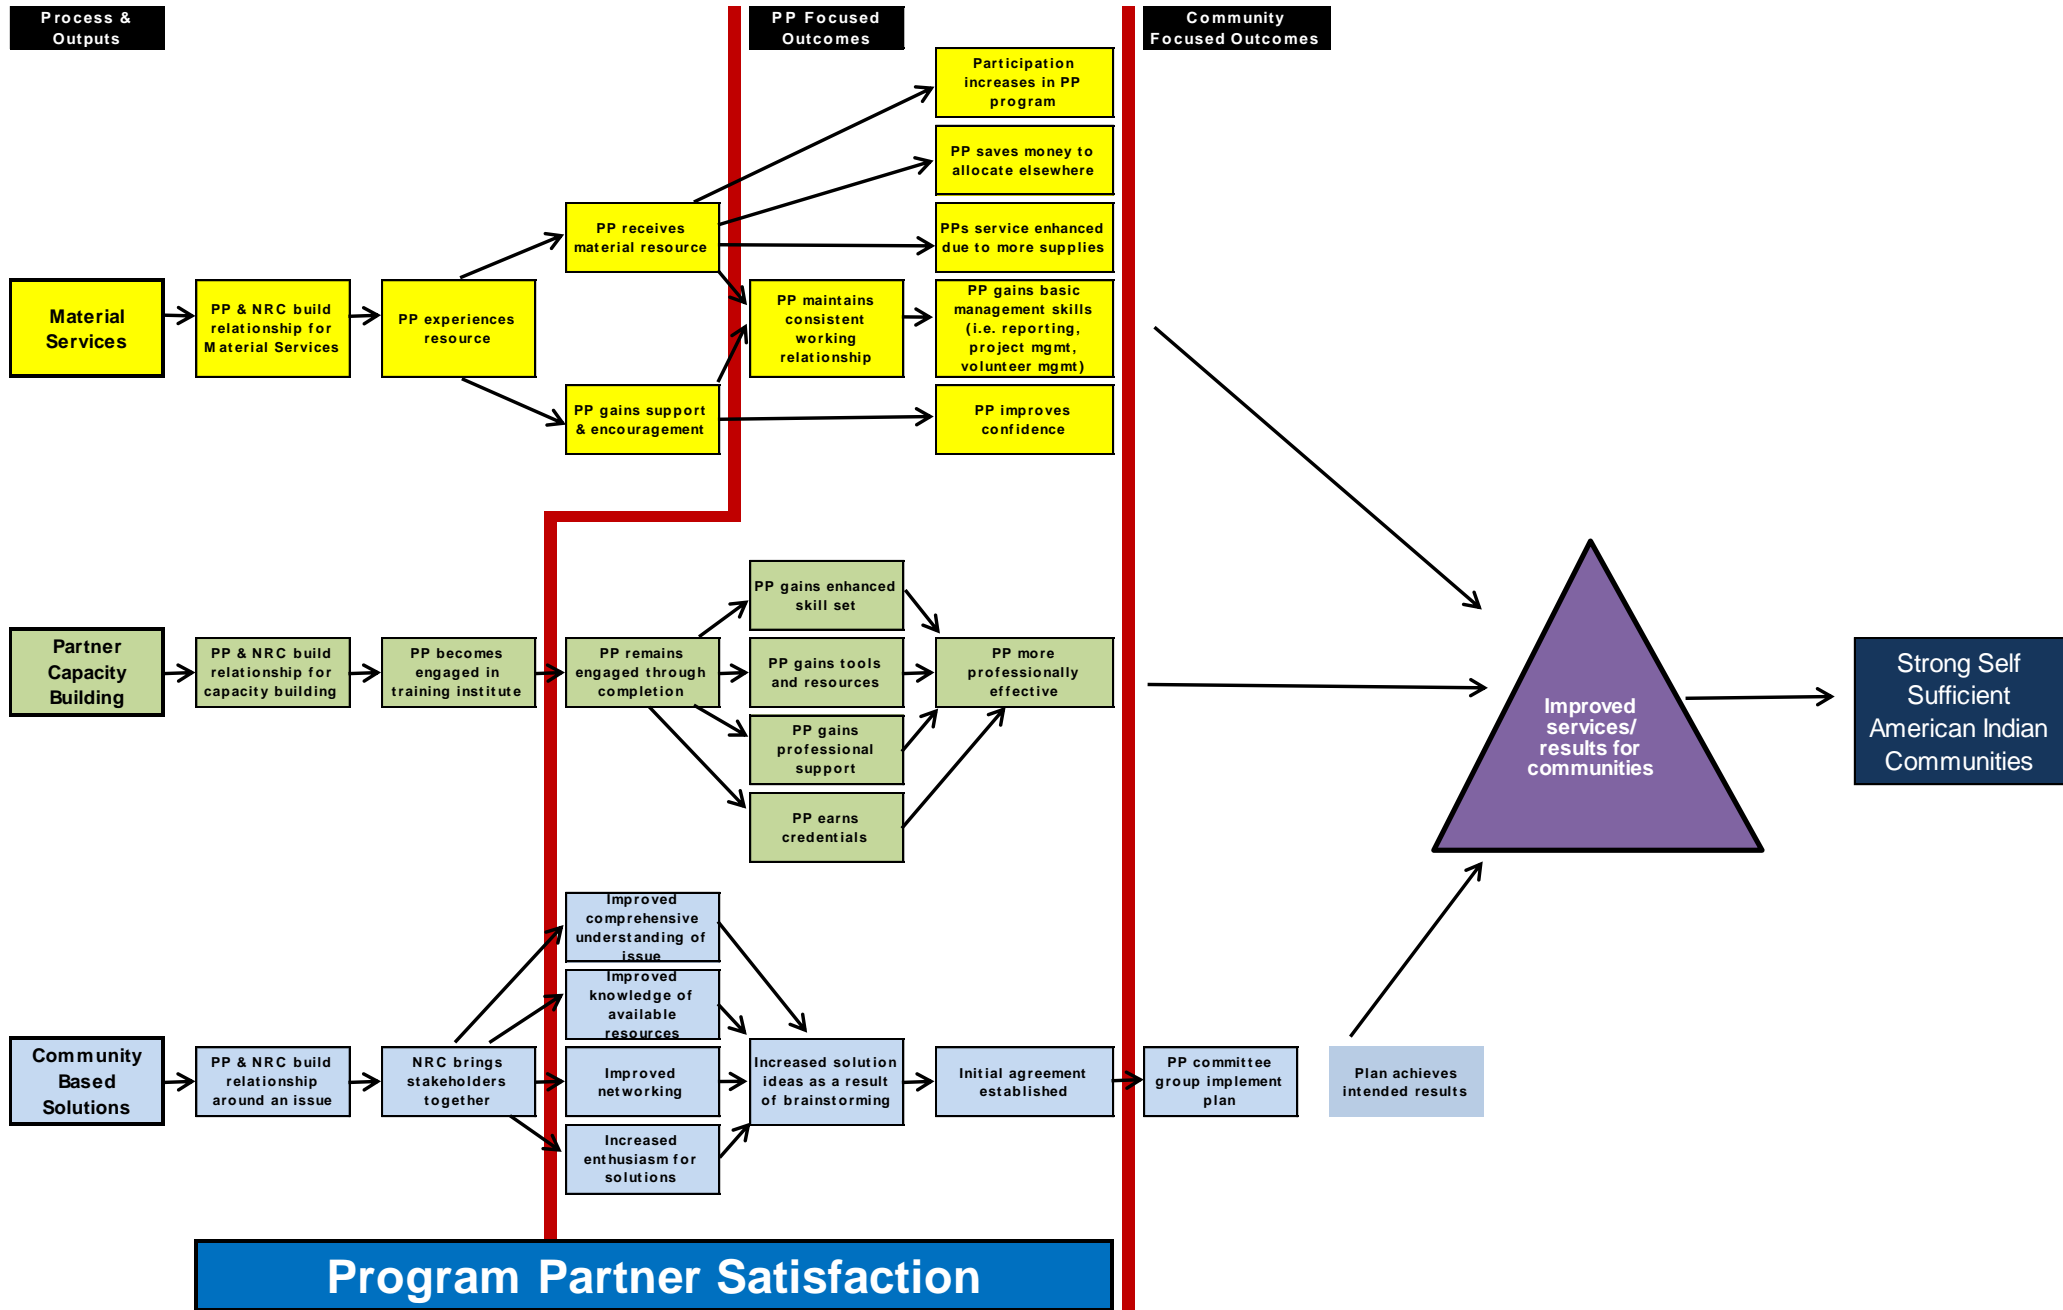 Process &
Outputs
PP Focused
Outcomes
Community
Focused Outcomes
Participation
increases in PP
program
PP saves money to
allocate elsewhere
PP receives
material resource
PPs service enhanced
due to more supplies
Material
Services
PP & NRC build
relationship for
Material Services
PP experiences
resource
PP maintains
consistent
working
relationship
PP gains basic
management skills
(i.e. reporting,
project mgmt,
volunteer mgmt)
PP gains support
& encouragement
PP improves
confidence
PP gains enhanced
skill set
Partner
Capacity
Building
PP & NRC build
relationship for
capacity building
PP becomes
engaged in
training institute
PP remains
engaged through
completion
PP gains tools
and resources
PP more
professionally
effective
PP gains
professional
support
PP earns
credentials
Improved
services/
results for
communities
Strong Self
Sufficient
American Indian
Communities
Improved
comprehensive
understanding of
issue
Improved
knowledge of
available
resources
Community
Based
Solutions
PP & NRC build
relationship
around an issue
NRC brings
stakeholders
together
Improved
networking
Increased solution
ideas as a result
of brainstorming
Initial agreement
established
PP committee
group implement
plan
Plan achieves
intended results
Increased
enthusiasm for
solutions
Program Partner Satisfaction